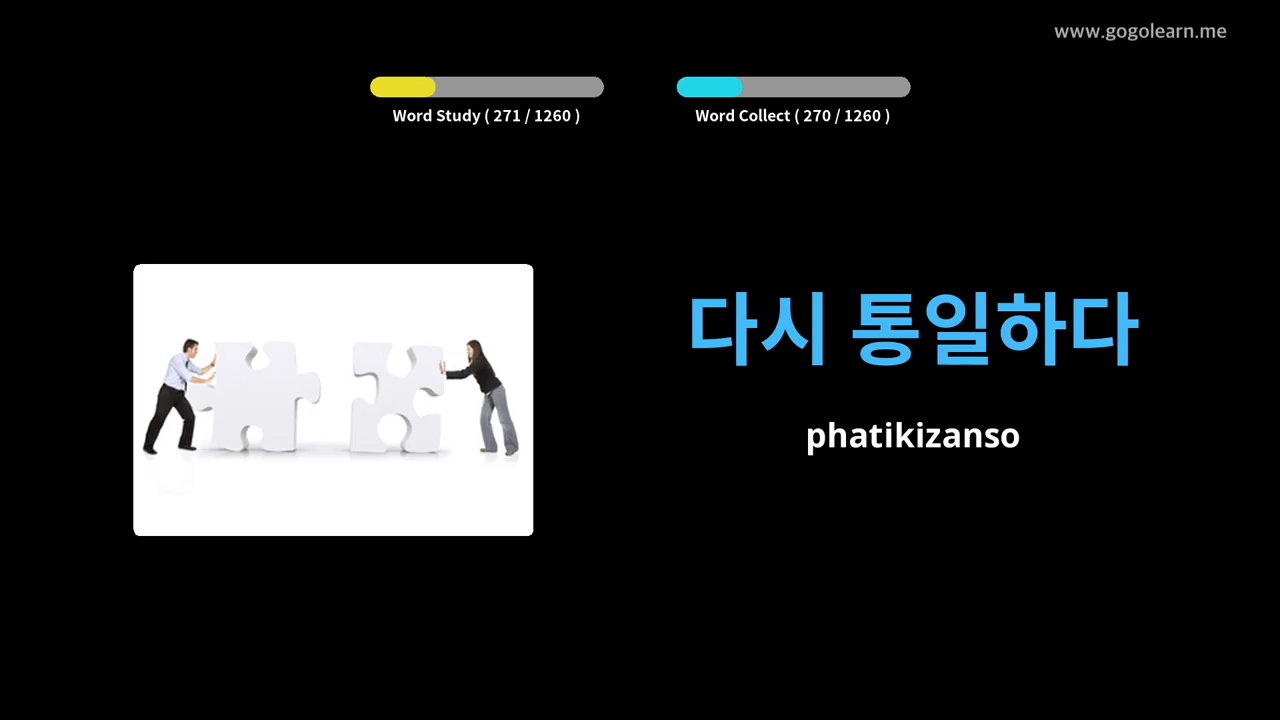 www.gogolearn.me
Word Study ( 271 / 1260 )
Word Collect ( 270 / 1260 )
다시 통일하다
phatikizanso